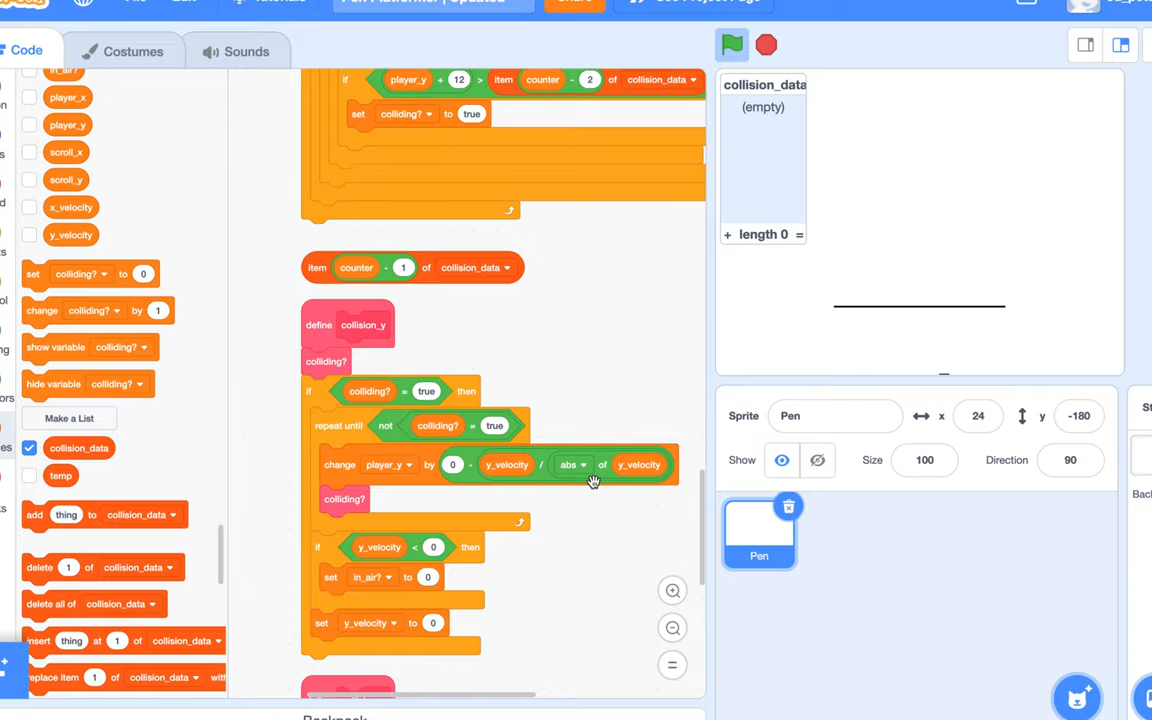 Code
Costumes
Sounds
in_air?
player_x
player_y
scroll_x
scroll_y
x_velocity
y_velocity
set colliding? to 0
change colliding? by 1
show variable colliding?
hide variable colliding?
Make a List
collision_data
temp
add thing to collision_data
delete 1 of collision_data
delete all of collision_data
insert thing at 1 of collision_data
replace item 1 of collision_data with
if player_y + 12 > item counter - 2 of collision_data
set colliding? to true
item counter - 1 of collision_data
define collision_y
colliding?
if colliding? = true then
repeat until not colliding? = true
change player_y by 0 - y_velocity / abs of y_velocity
colliding?
if y_velocity < 0 then
set in_air? to 0
set y_velocity to 0
collision_data
(empty)
+ length 0 =
Sprite Pen x 24 y -180
Show Size 100 Direction 90
Pen